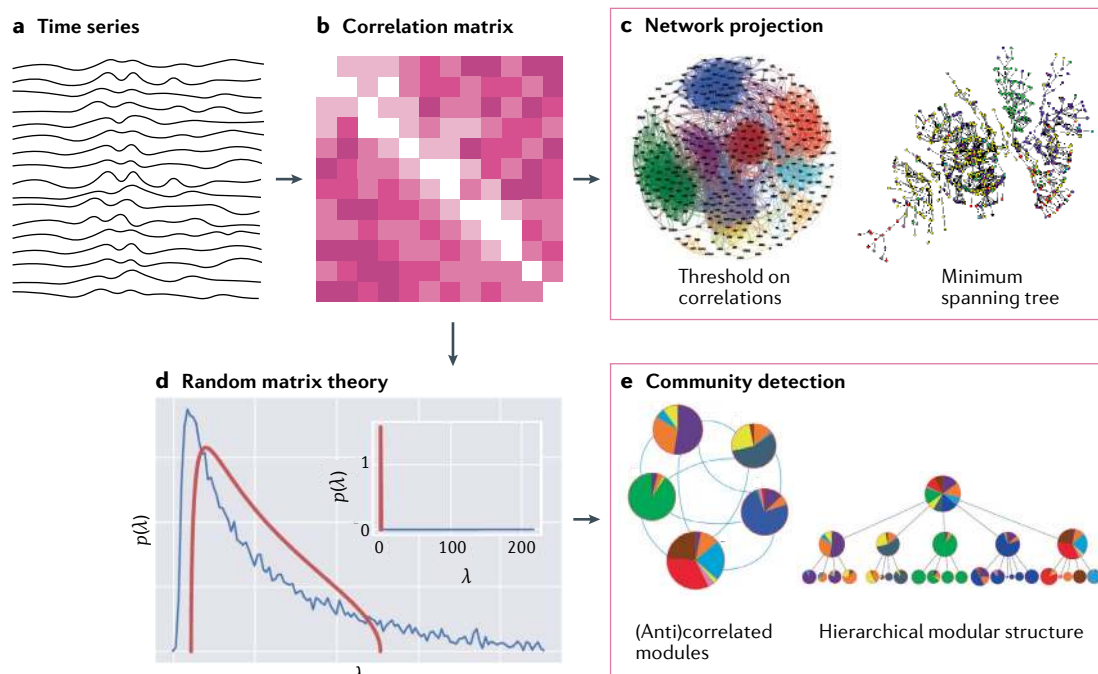 a Time series
b Correlation matrix
c Network projection
Threshold on
correlations
Minimum
spanning tree
d Random matrix theory
p(λ)
λ
1
0
p(λ)
0 100 200
λ
e Community detection
(Anti)correlated
modules
Hierarchical modular structure